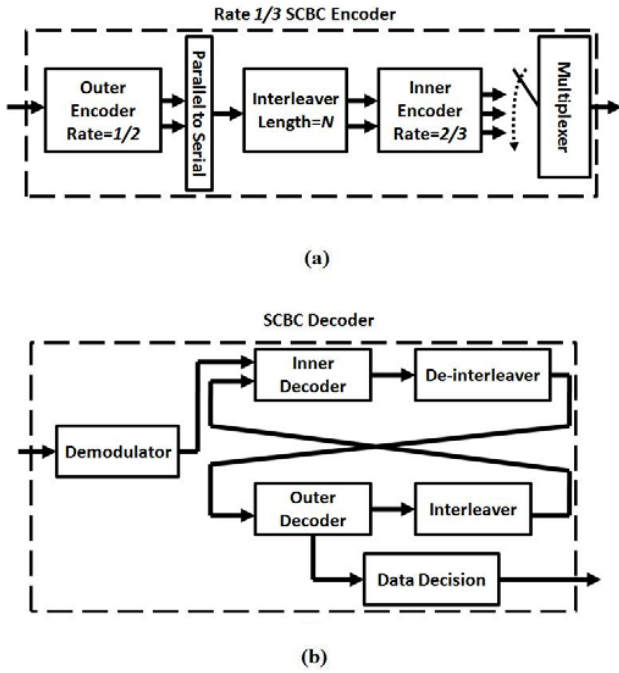 Rate 1/3 SCBC Encoder
Outer
Encoder
Rate=1/2
Parallel to Serial
Interleaver
Length=N
Inner
Encoder
Rate=2/3
Multiplexer
(a)
SCBC Decoder
Inner
Decoder
De-interleaver
Demodulator
Outer
Decoder
Interleaver
Data Decision
(b)